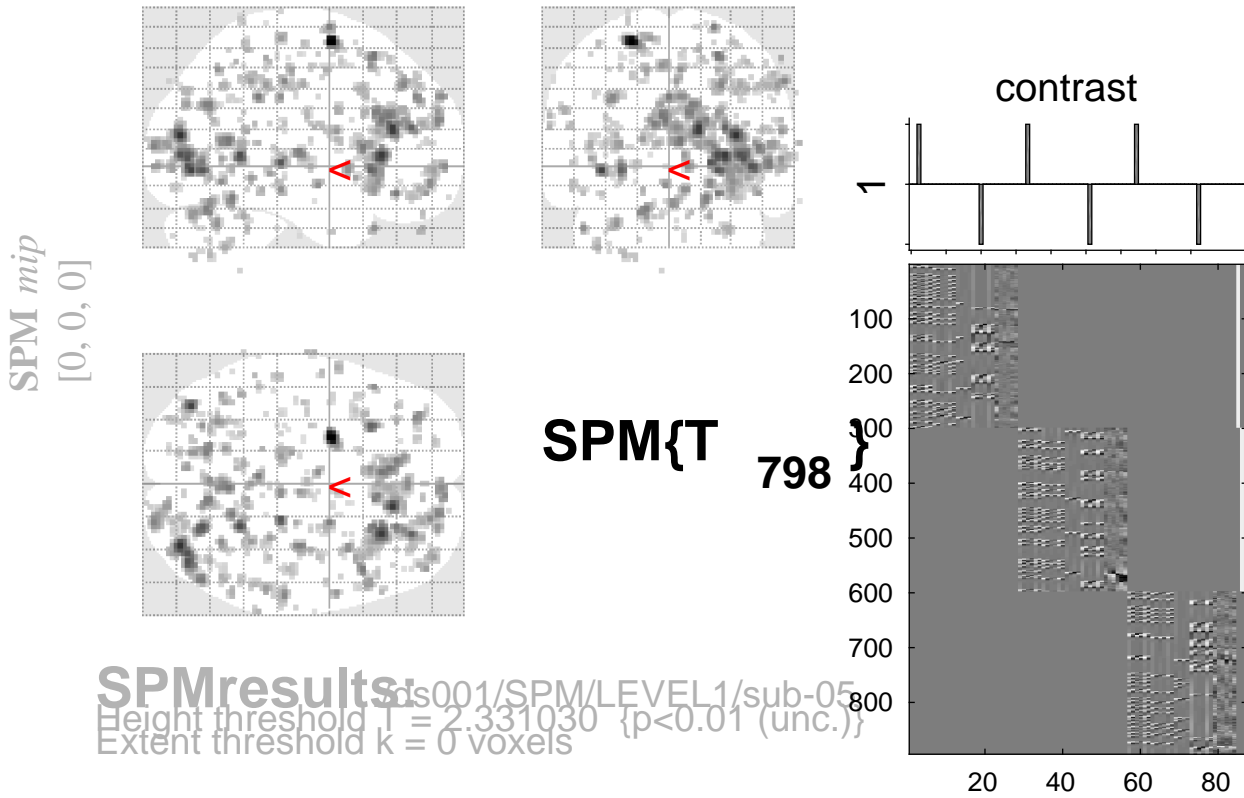 SPM mip
[0, 0, 0]
<
<
<
SPM{T798}
contrast
1
100
200
300
400
500
600
700
800
20
40
60
80
SPMresults: /ds001/SPM/LEVEL1/sub-05
Height threshold T = 2.331030 {p<0.01 (unc.)}
Extent threshold k = 0 voxels